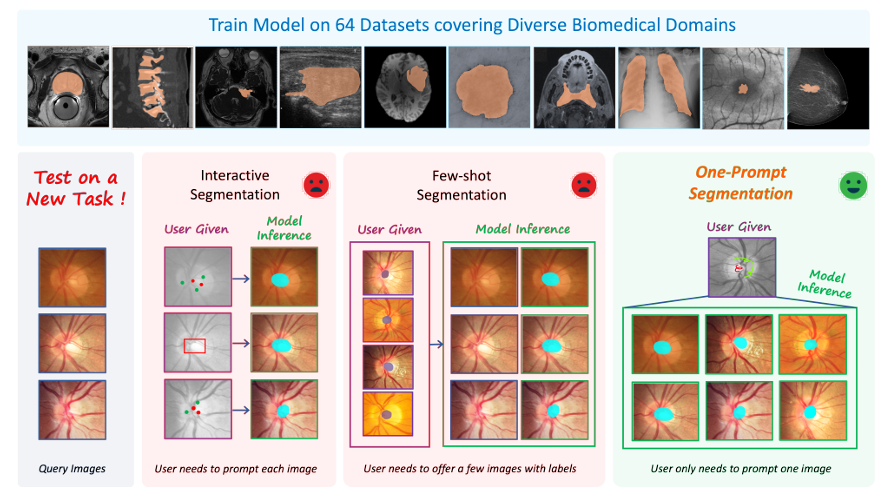 Train Model on 64 Datasets covering Diverse Biomedical Domains
Test on a
New Task !
Query Images
Interactive
Segmentation
User Given
Model
Inference
User needs to prompt each image
Few-shot
Segmentation
User Given
Model Inference
User needs to offer a few images with labels
One-Prompt
Segmentation
User Given
Model
Inference
User only needs to prompt one image